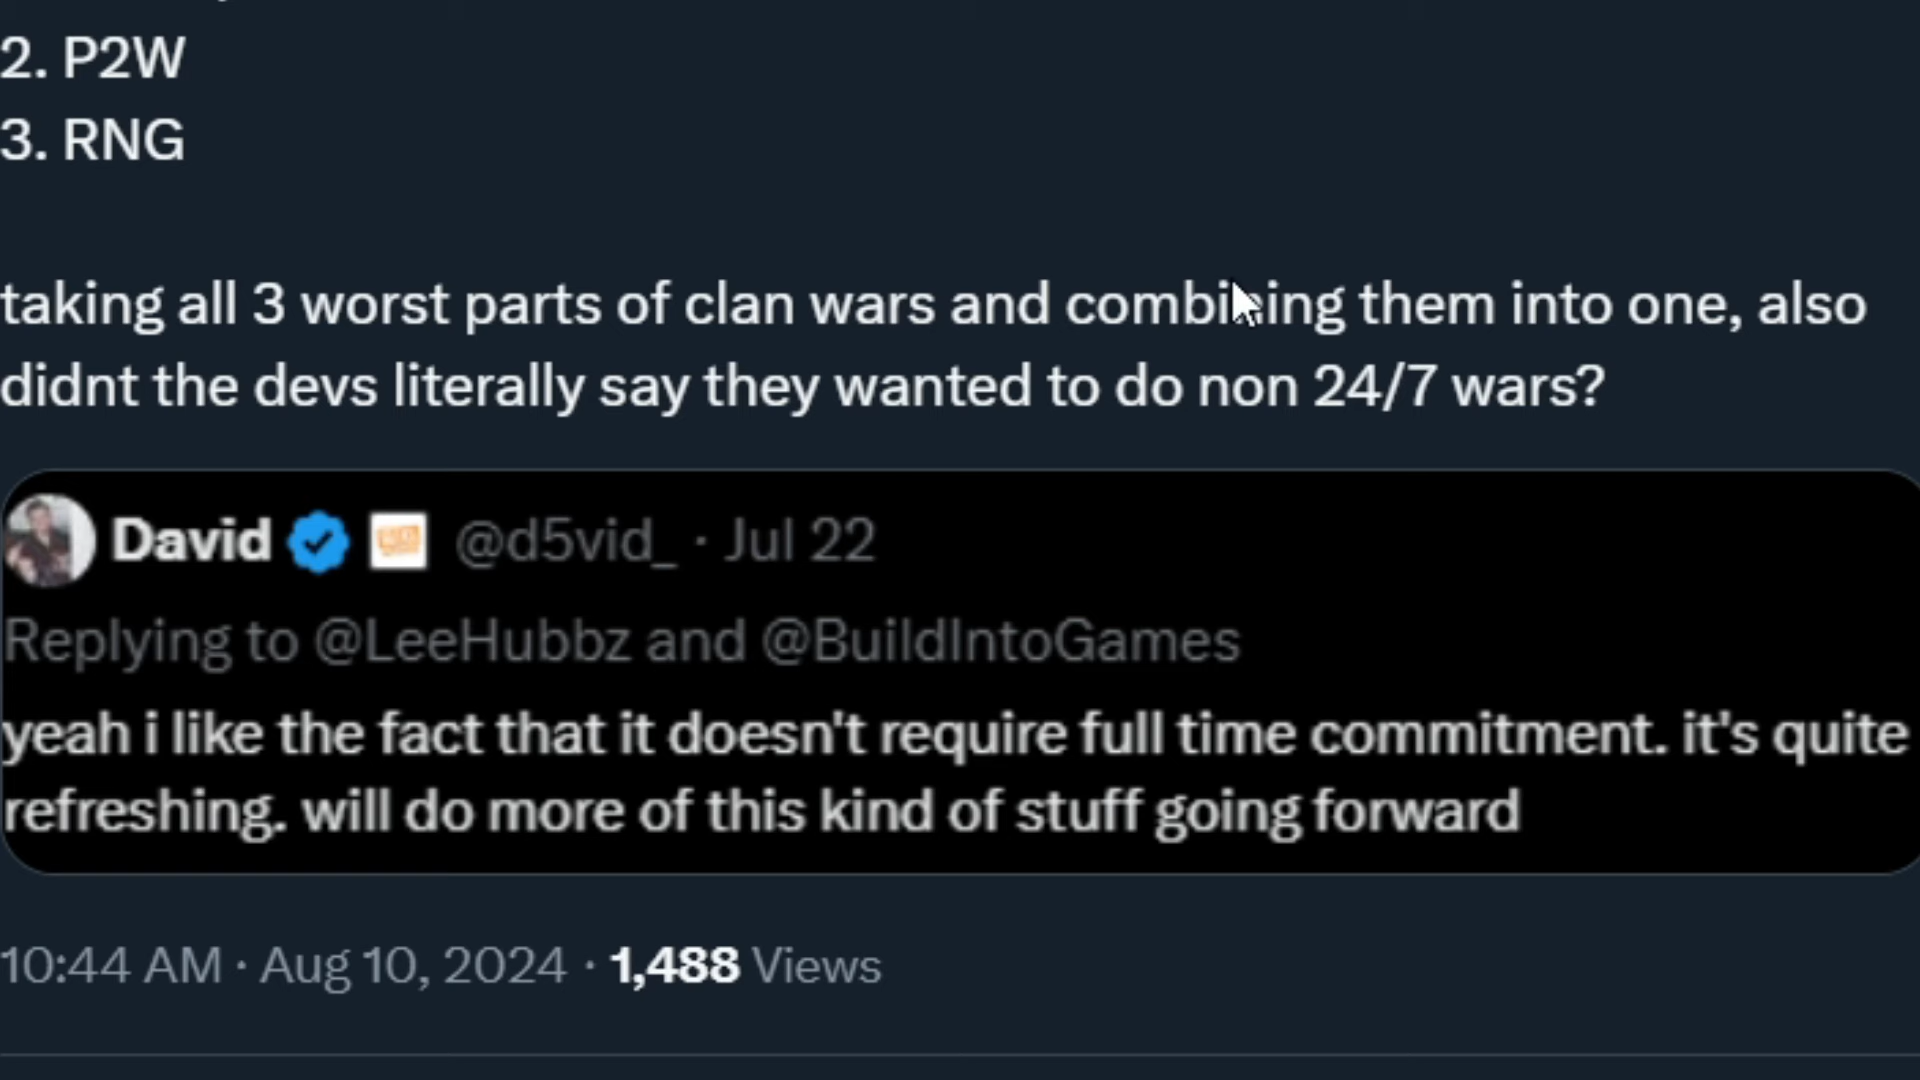 2. P2W
3. RNG
taking all 3 worst parts of clan wars and combining them into one, also
didnt the devs literally say they wanted to do non 24/7 wars?
David @d5vid_ · Jul 22
Replying to @LeeHubbz and @BuildIntoGames
yeah i like the fact that it doesn't require full time commitment. it's quite
refreshing. will do more of this kind of stuff going forward
10:44 AM · Aug 10, 2024 · 1,488 Views